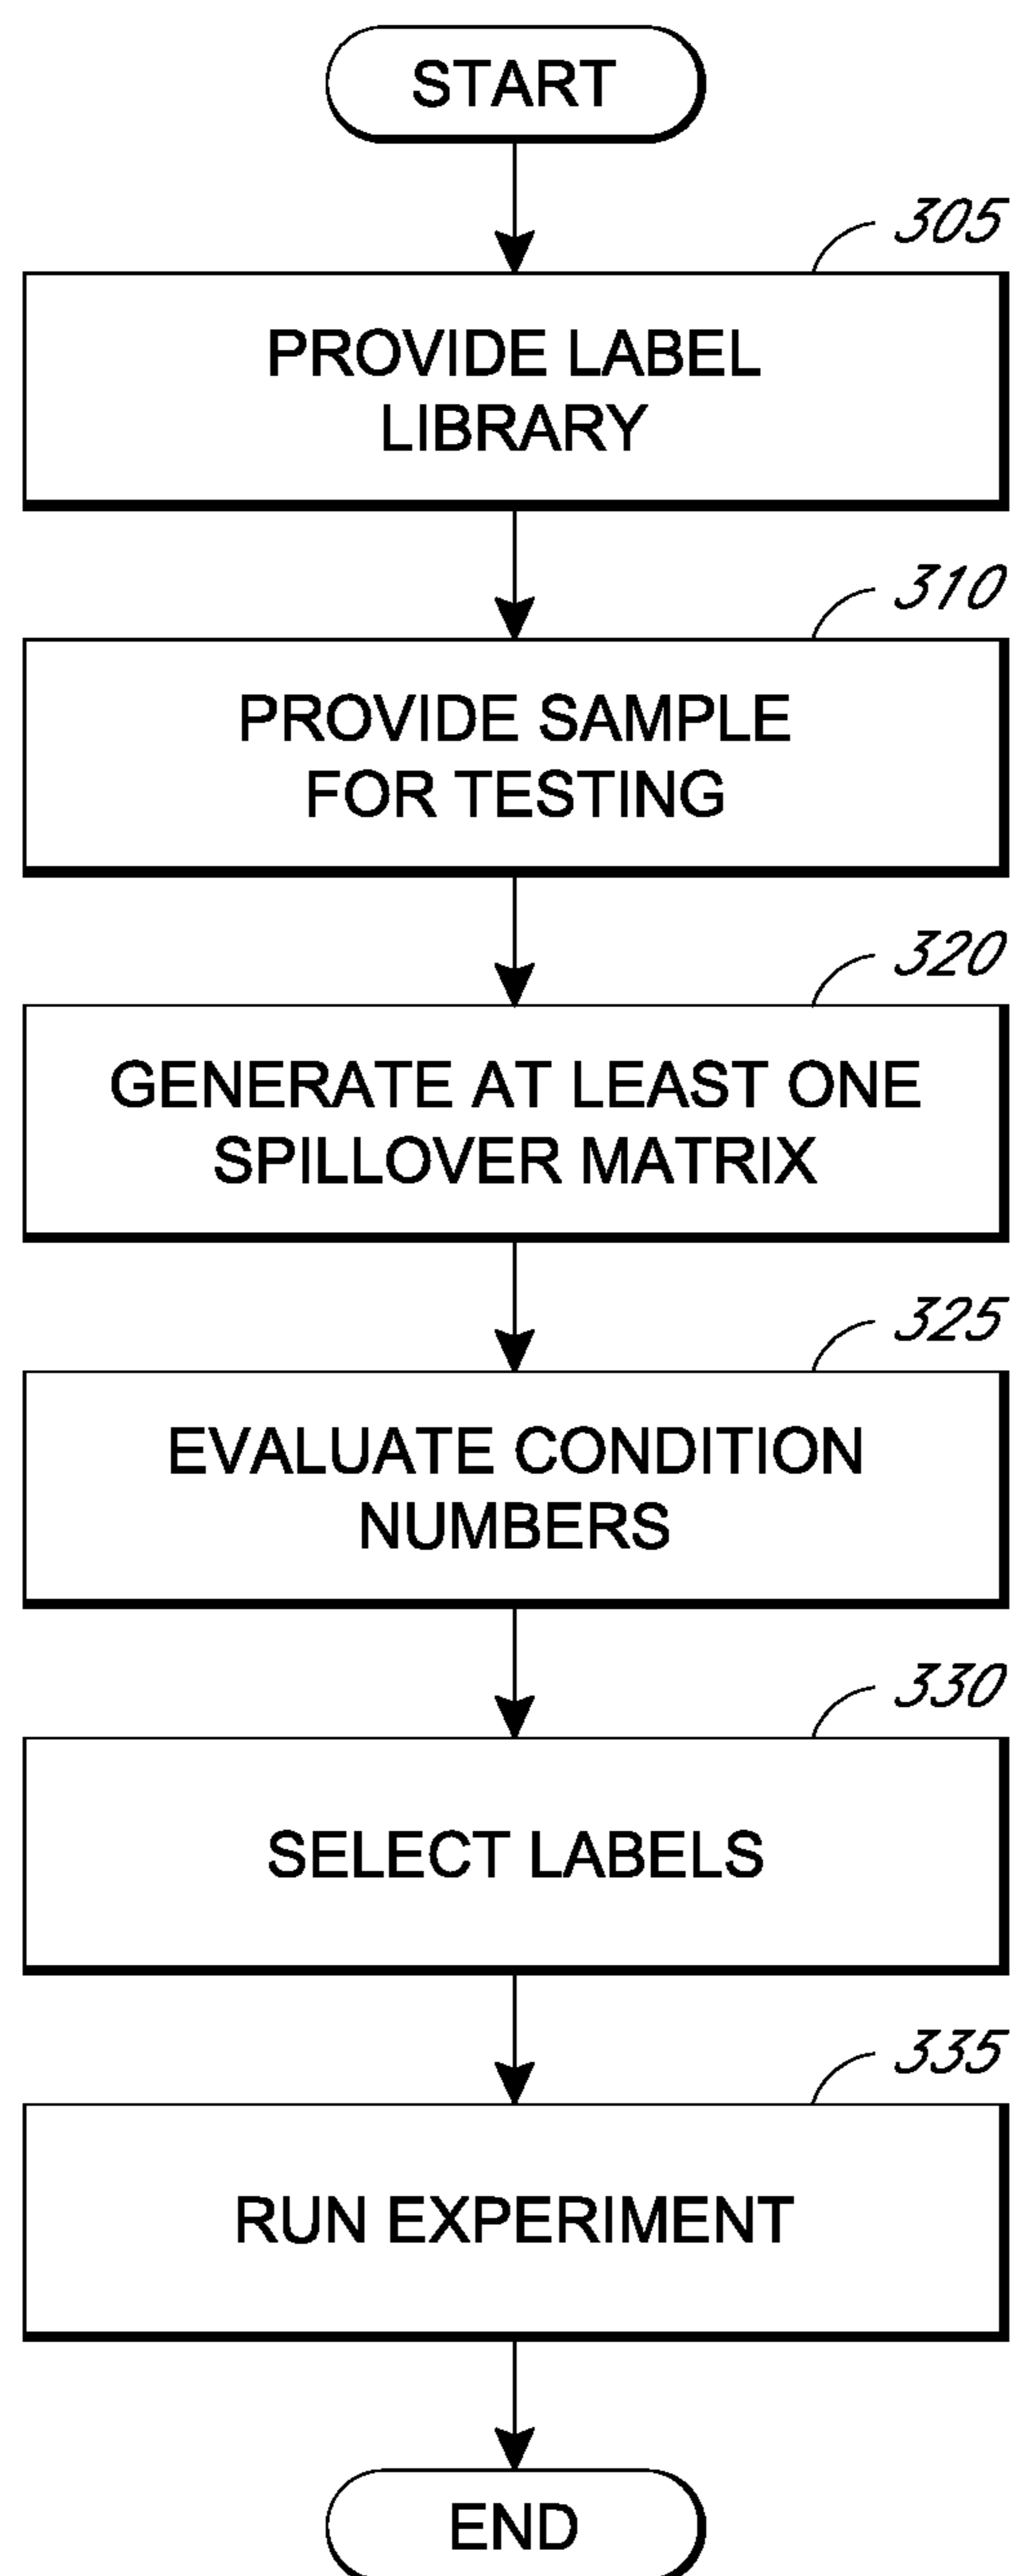 START
305
PROVIDE LABEL
LIBRARY
310
PROVIDE SAMPLE
FOR TESTING
320
GENERATE AT LEAST ONE
SPILLOVER MATRIX
325
EVALUATE CONDITION
NUMBERS
330
SELECT LABELS
335
RUN EXPERIMENT
END